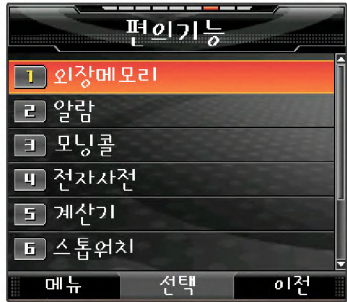 편의기능
1 외장메모리
2 알람
3 모닝콜
4 전자사전
5 계산기
6 스톱워치
메뉴 선택 이전